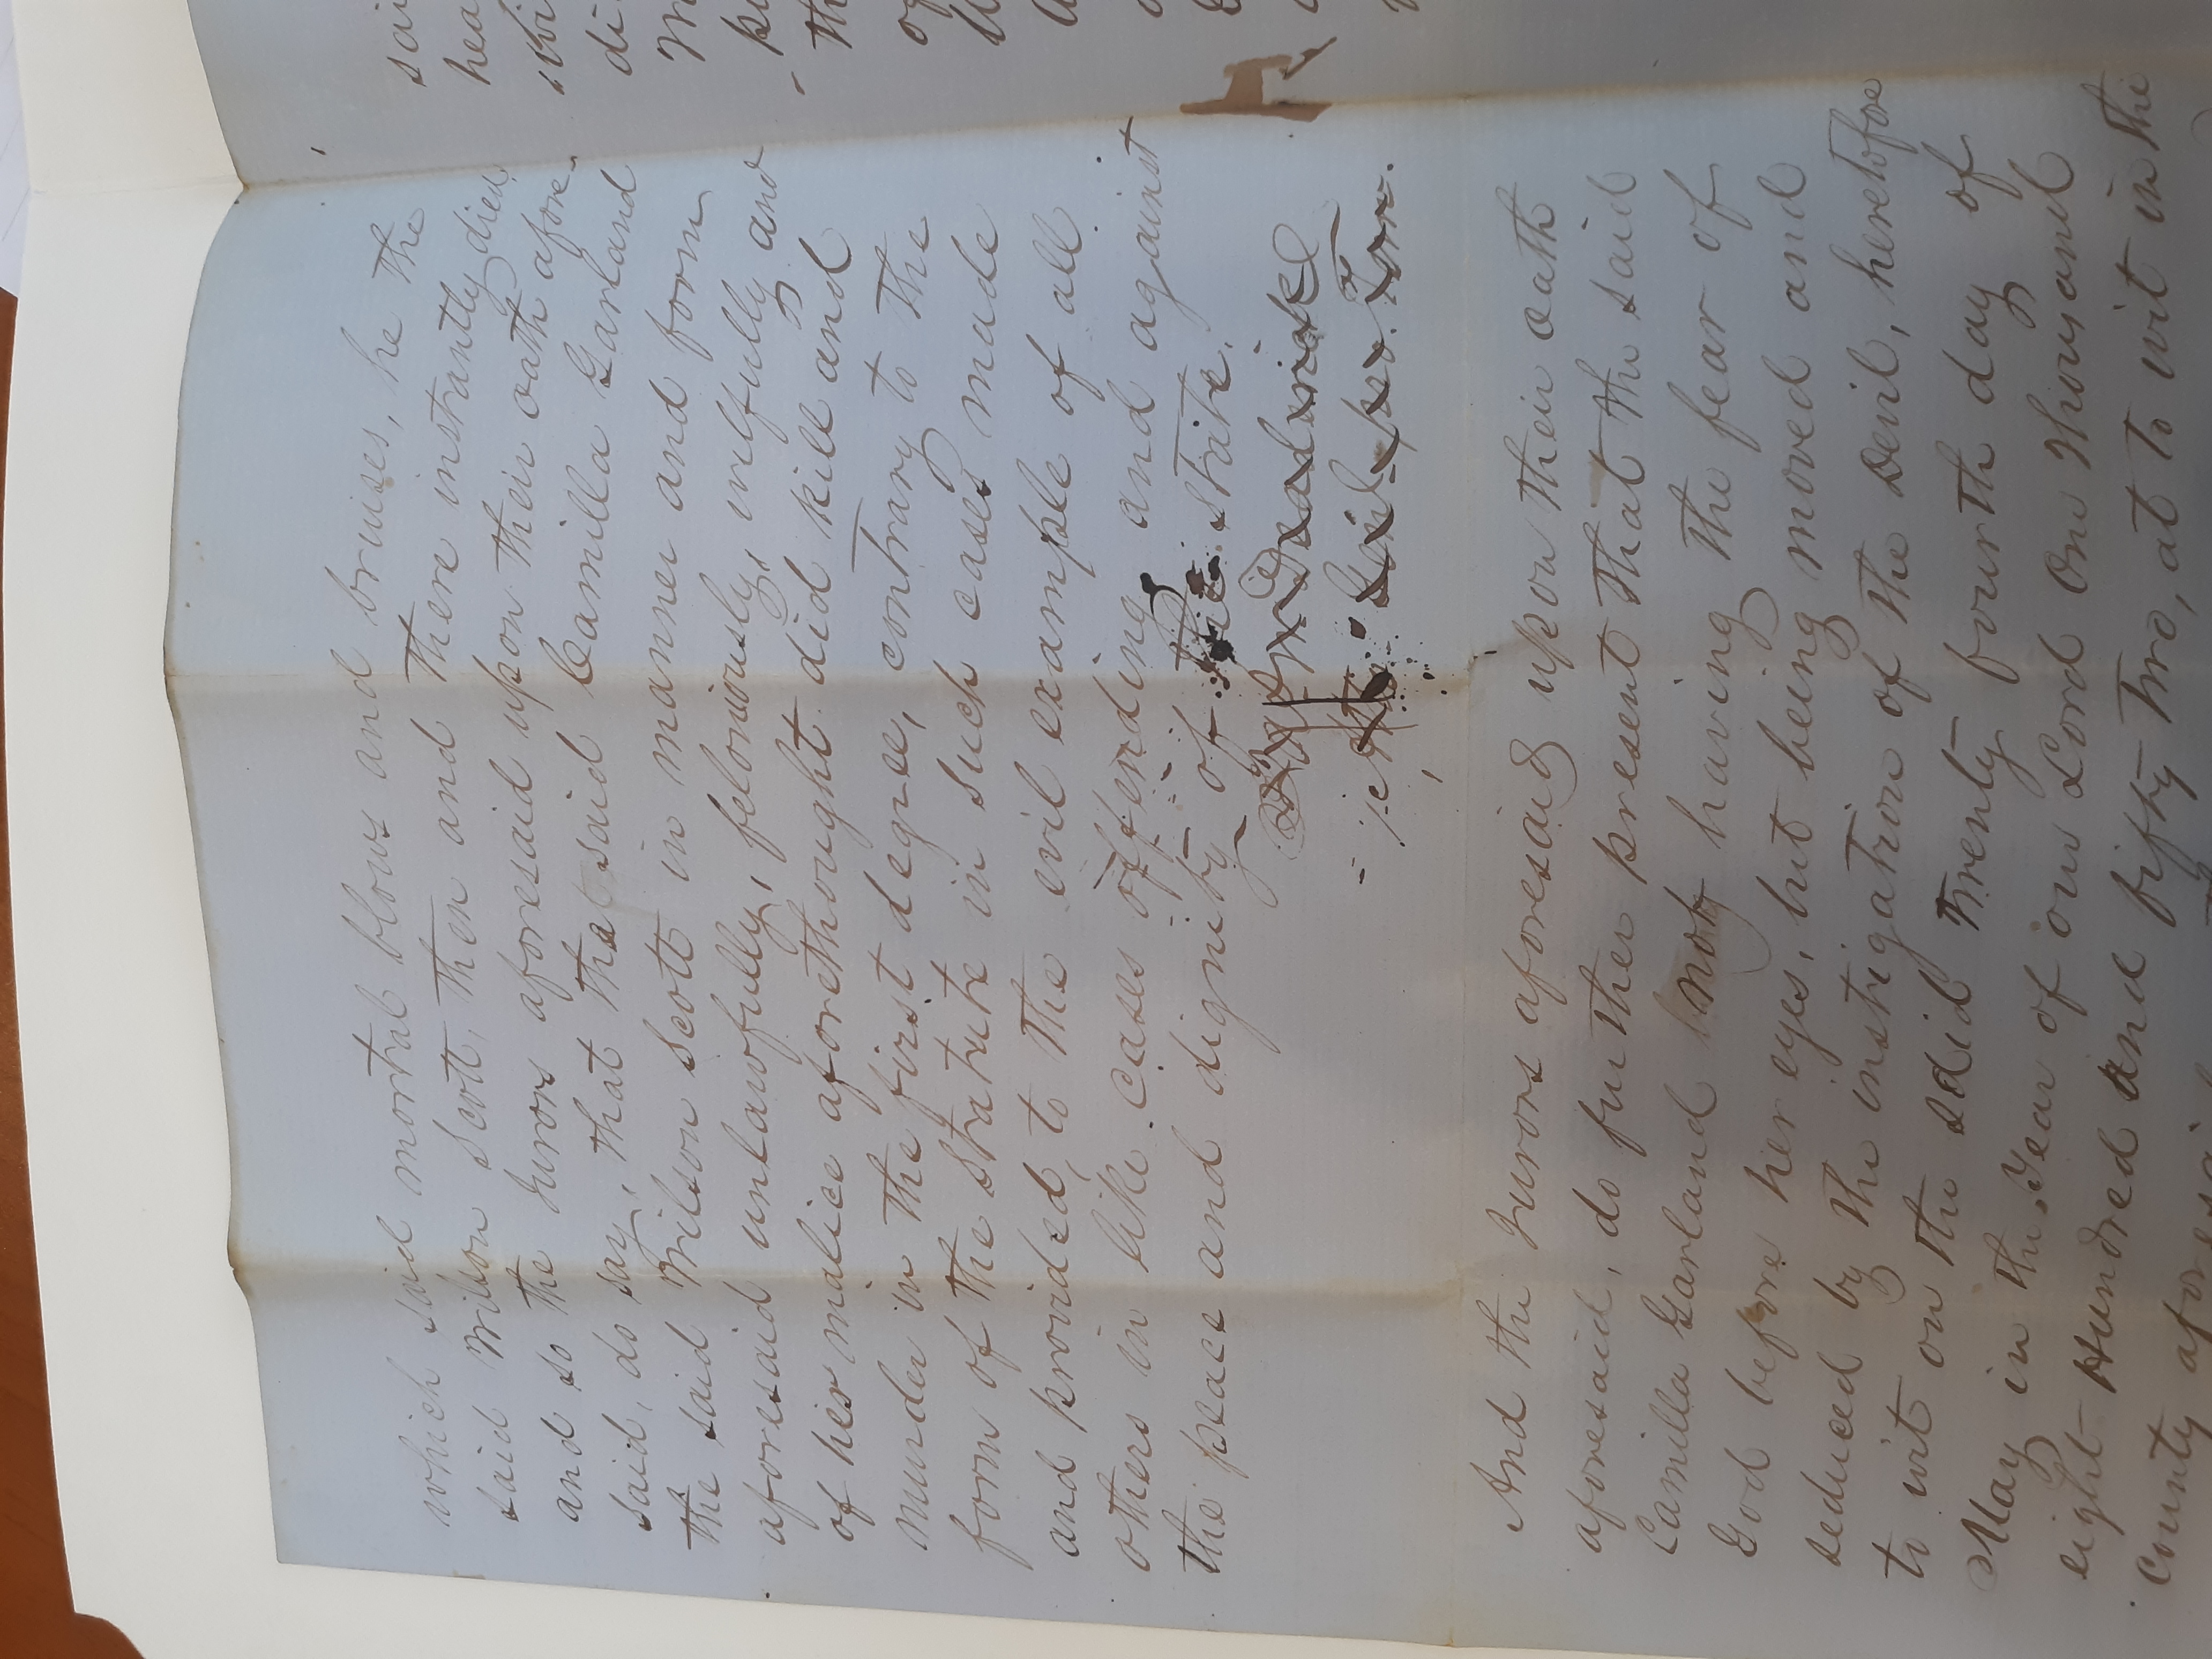 which said mortal blows and bruises, he the
said Wilson Scott, then and there instantly died,
and so the Jurors aforesaid upon their oath afore-
said, do say, that that said Camilla Garland
the said Wilson Scott in manner and form
aforesaid unlawfully, feloniously, wilfully and
of her malice aforethought did kill and
murder in the first degree, contrary to the
form of the Statute in such cases made
and provided, to the evil example of all
others in like cases offending, and against
the peace and dignity of the State.
Deaderick
Atto. Genl. pro. Tem.
And the Jurors aforesaid upon their oath
aforesaid, do further present that the said
Camilla Garland not having the fear of
God before her eyes, but being moved and
seduced by the instigation of the Devil, heretofore
to wit on the said Twenty fourth day of
May in the Year of our Lord One Thousand
eight Hundred and fifty Two, at to wit in the
County
sai
hea
di
pu
th
of